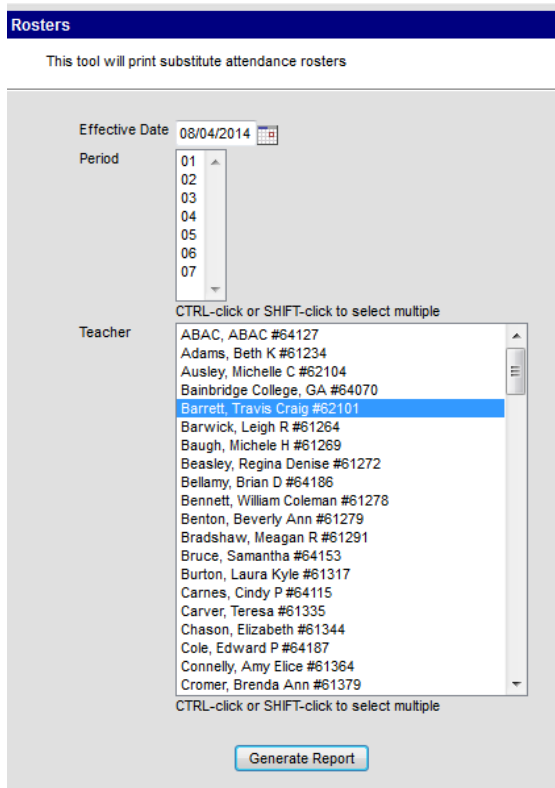 Rosters
This tool will print substitute attendance rosters
Effective Date 08/04/2014
Period
01
02
03
04
05
06
07
CTRL-click or SHIFT-click to select multiple
Teacher
ABAC, ABAC #64127
Adams, Beth K #61234
Ausley, Michelle C #62104
Bainbridge College, GA #64070
Barrett, Travis Craig #62101
Barwick, Leigh R #61264
Baugh, Michele H #61269
Beasley, Regina Denise #61272
Bellamy, Brian D #64186
Bennett, William Coleman #61278
Benton, Beverly Ann #61279
Bradshaw, Meagan R #61291
Bruce, Samantha #64153
Burton, Laura Kyle #61317
Carnes, Cindy P #64115
Carver, Teresa #61335
Chason, Elizabeth #61344
Cole, Edward P #64187
Connelly, Amy Elice #61364
Cromer, Brenda Ann #61379
CTRL-click or SHIFT-click to select multiple
Generate Report